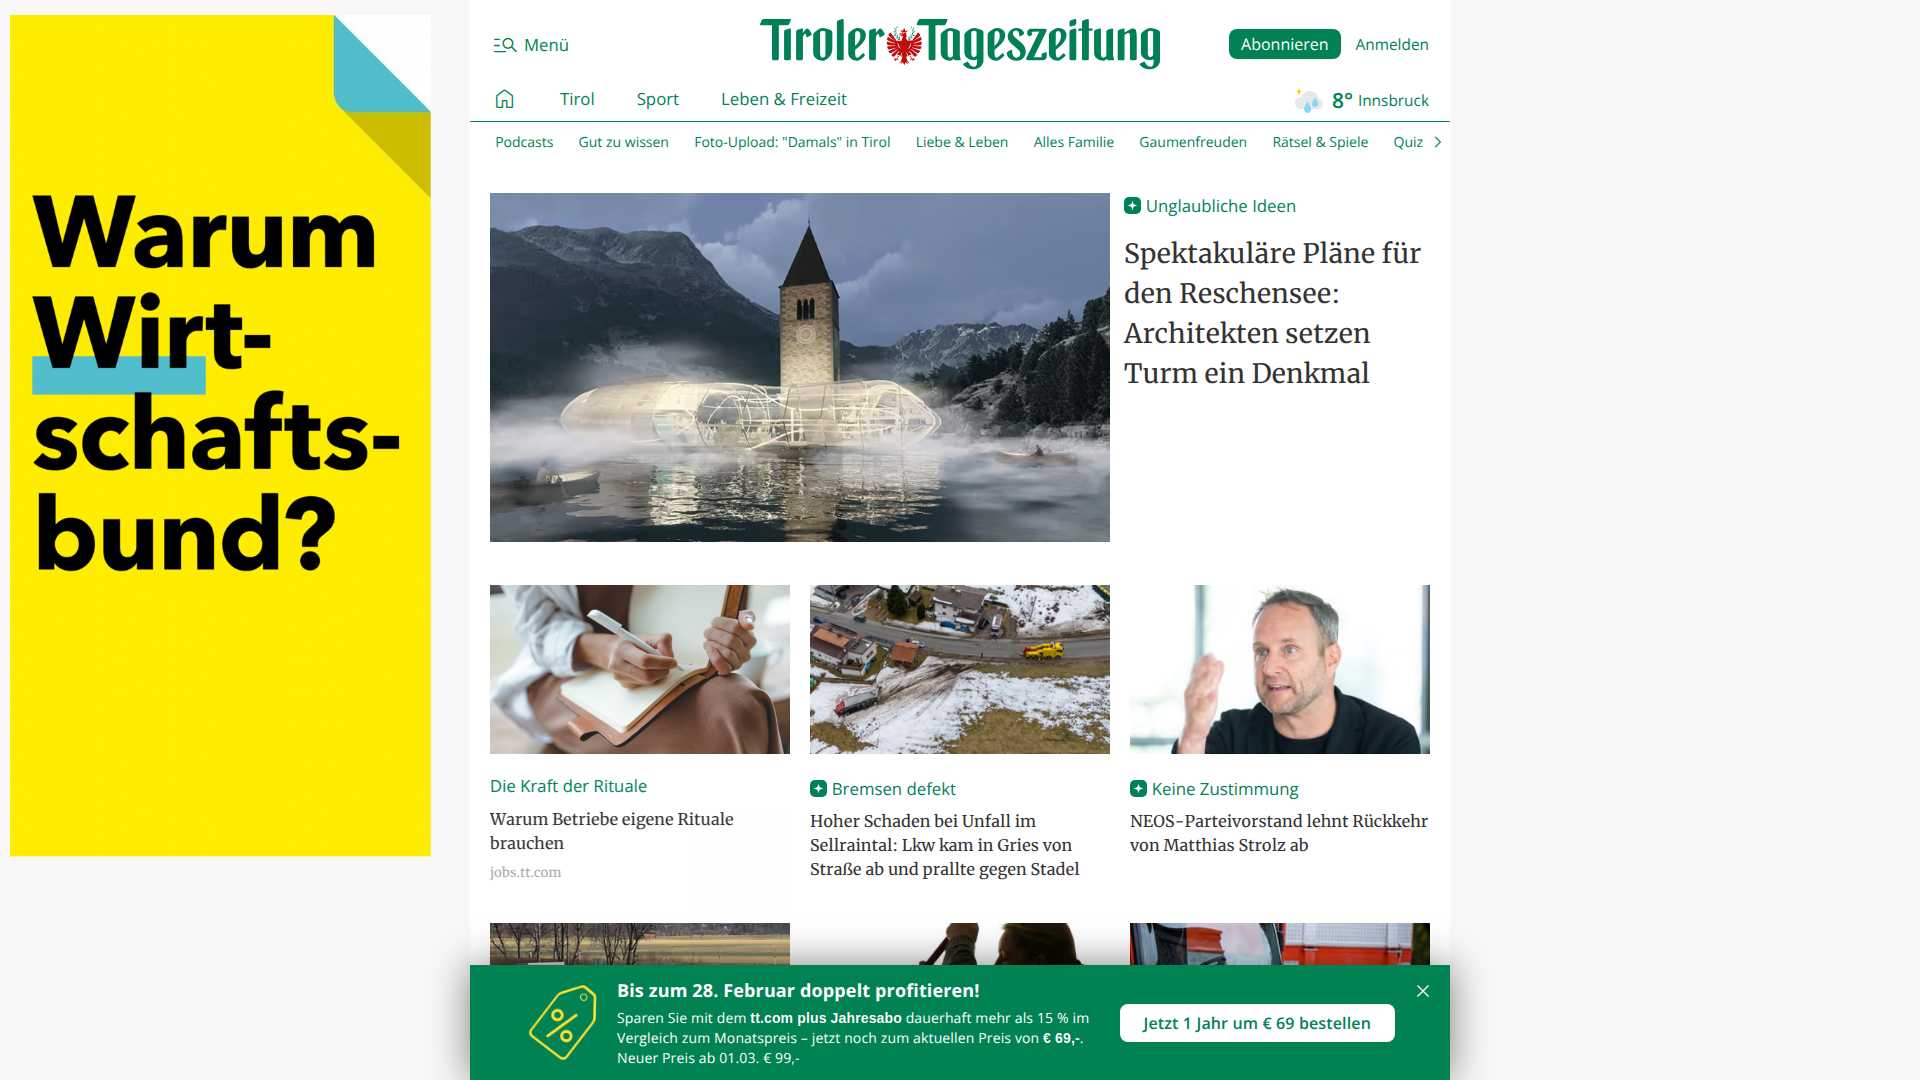 Warum
Wirt-
schafts-
bund?
Menü
Tiroler Tageszeitung
Abonnieren
Anmelden
Tirol
Sport
Leben & Freizeit
8° Innsbruck
Podcasts
Gut zu wissen
Foto-Upload: "Damals" in Tirol
Liebe & Leben
Alles Familie
Gaumenfreuden
Rätsel & Spiele
Quiz
Unglaubliche Ideen
Spektakuläre Pläne für
den Reschensee:
Architekten setzen
Turm ein Denkmal
Die Kraft der Rituale
Warum Betriebe eigene Rituale
brauchen
jobs.tt.com
Bremsen defekt
Hoher Schaden bei Unfall im
Sellraintal: Lkw kam in Gries von
Straße ab und prallte gegen Stadel
Keine Zustimmung
NEOS-Parteivorstand lehnt Rückkehr
von Matthias Strolz ab
Bis zum 28. Februar doppelt profitieren!
Sparen Sie mit dem tt.com plus Jahresabo dauerhaft mehr als 15 % im
Vergleich zum Monatspreis – jetzt noch zum aktuellen Preis von € 69,-.
Neuer Preis ab 01.03. € 99,-
Jetzt 1 Jahr um € 69 bestellen